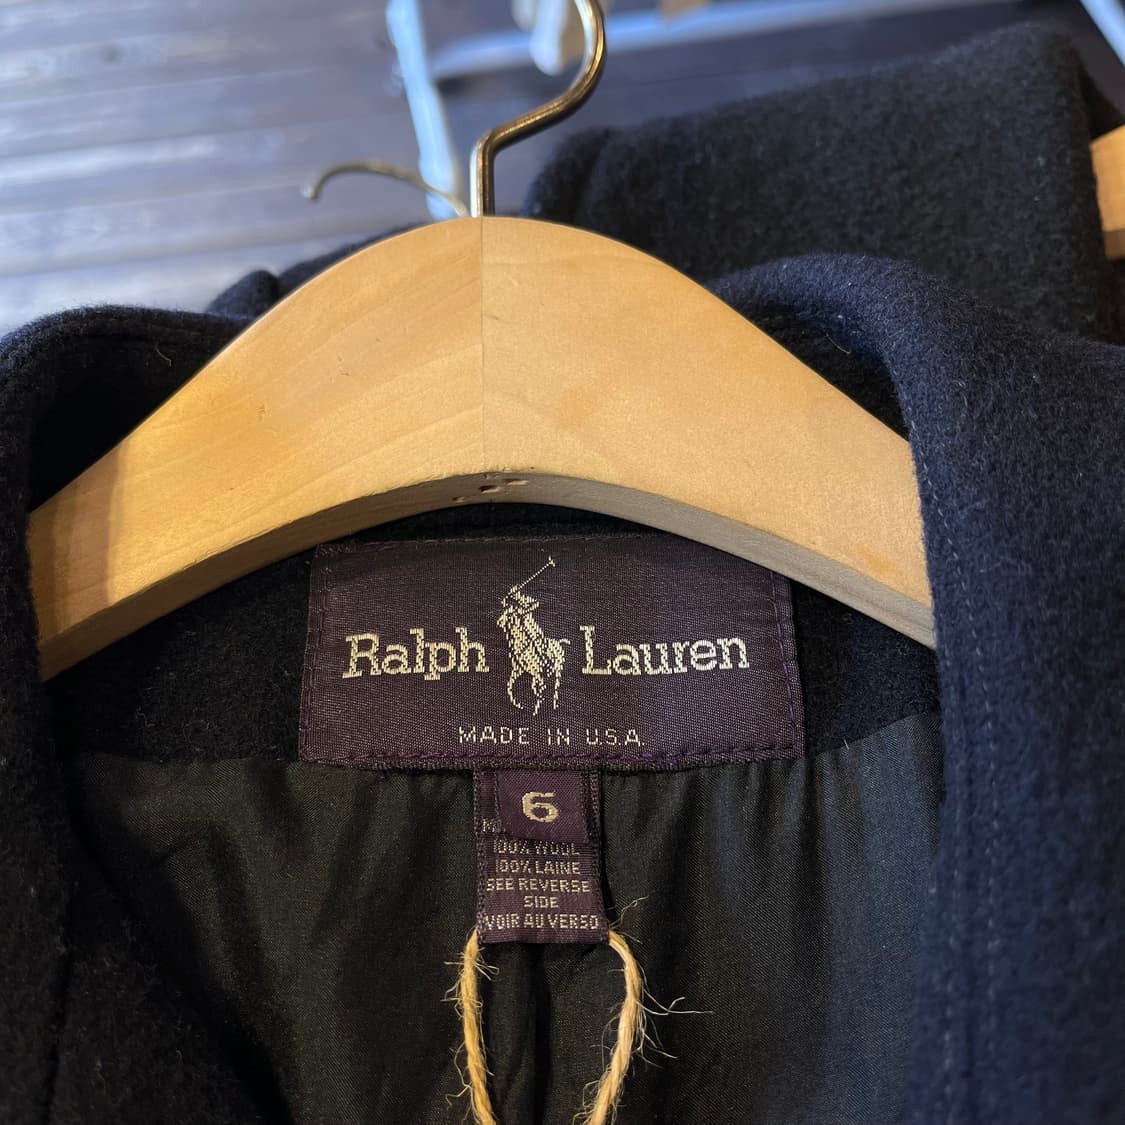 Ralph Lauren
MADE IN U.S.A.
6
100% WOOL
100% LAINE
SEE REVERSE
SIDE
VOIR AU VERSO